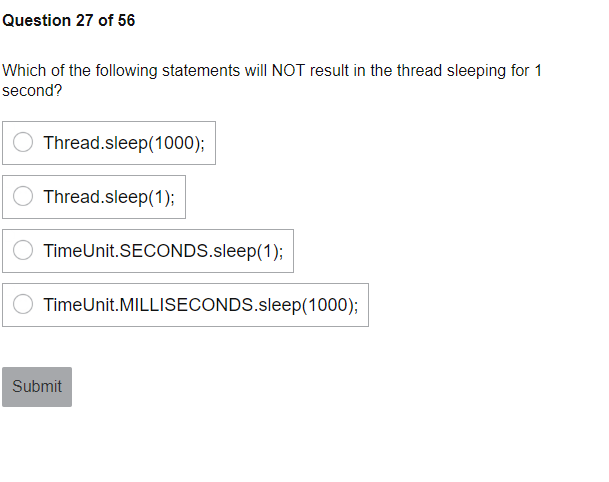 Question 27 of 56
Which of the following statements will NOT result in the thread sleeping for 1
second?
Thread.sleep(1000);
Thread.sleep(1);
TimeUnit.SECONDS.sleep(1);
TimeUnit.MILLISECONDS.sleep(1000);
Submit